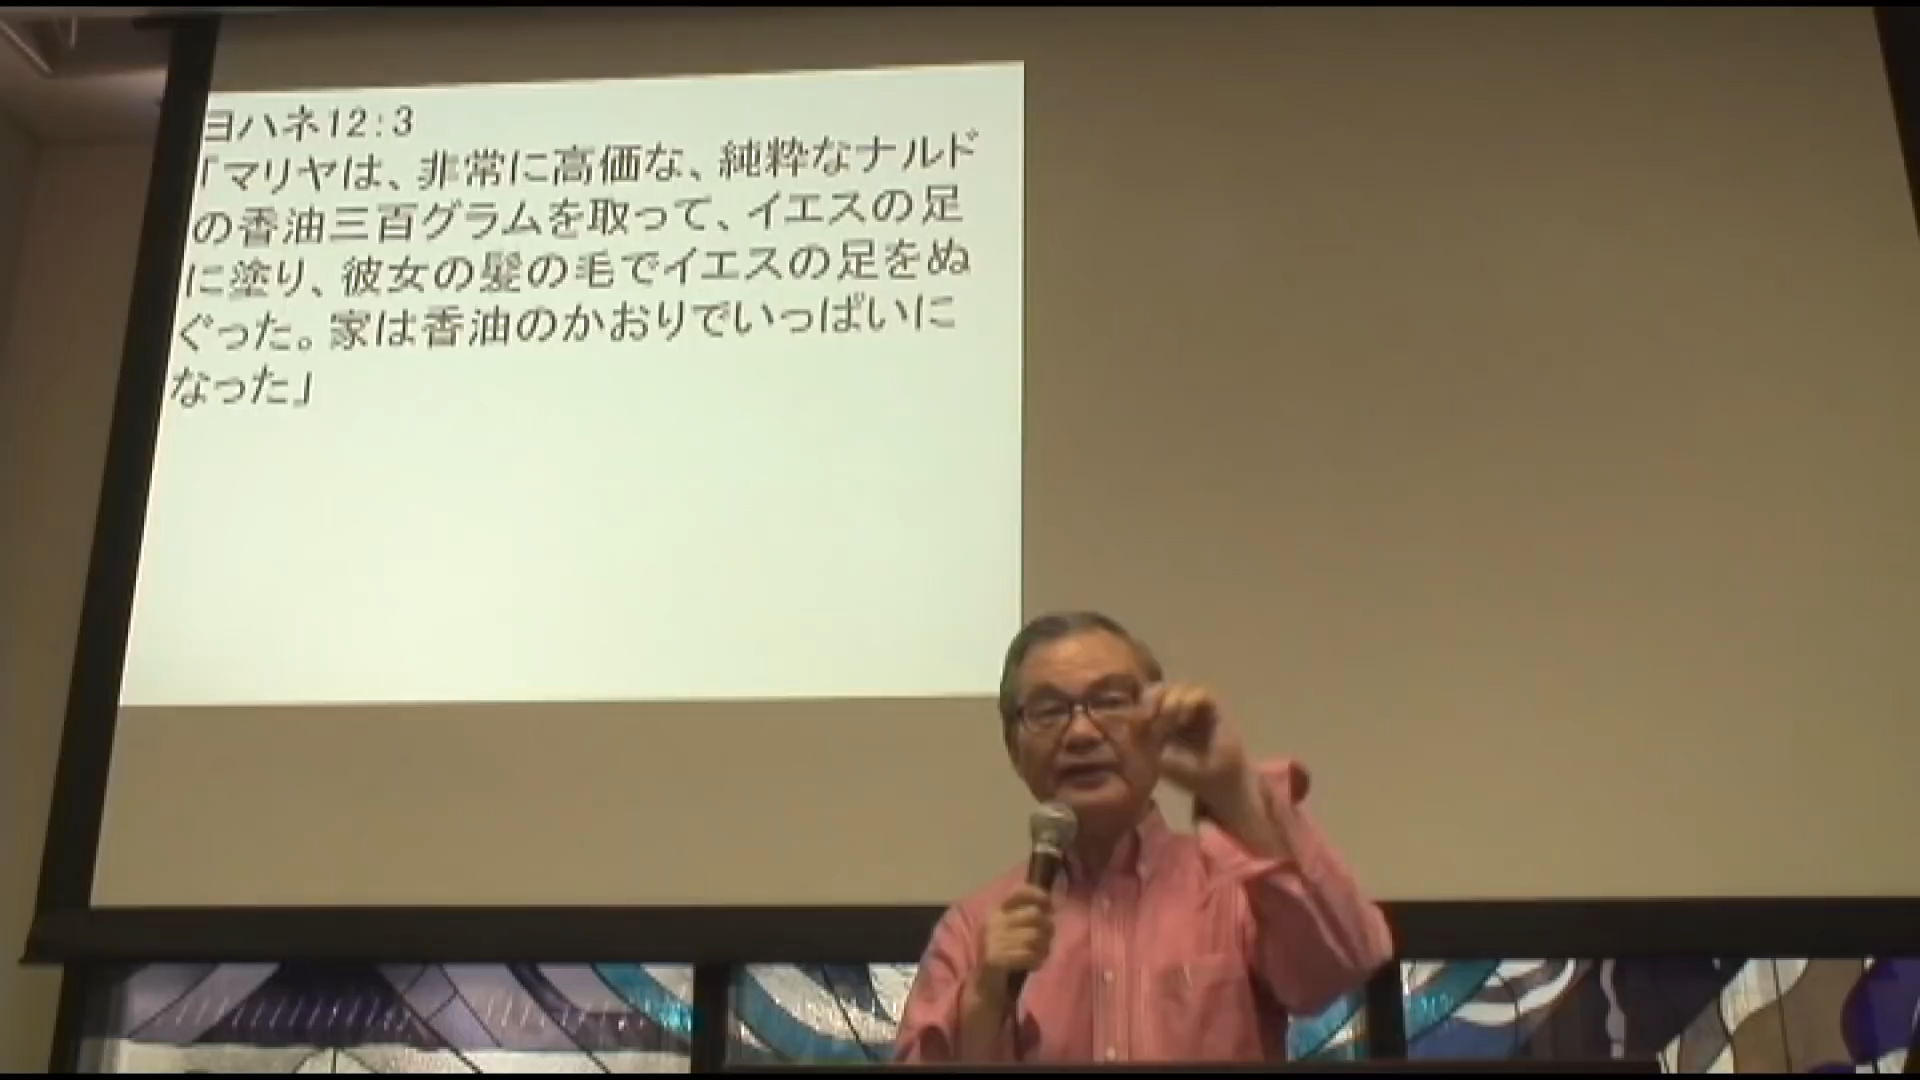 ヨハネ12:3
「マリヤは、非常に高価な、純粋なナルド
の香油三百グラムを取って、イエスの足
に塗り、彼女の髪の毛でイエスの足をぬ
ぐった。家は香油のかおりでいっぱいに
なった」